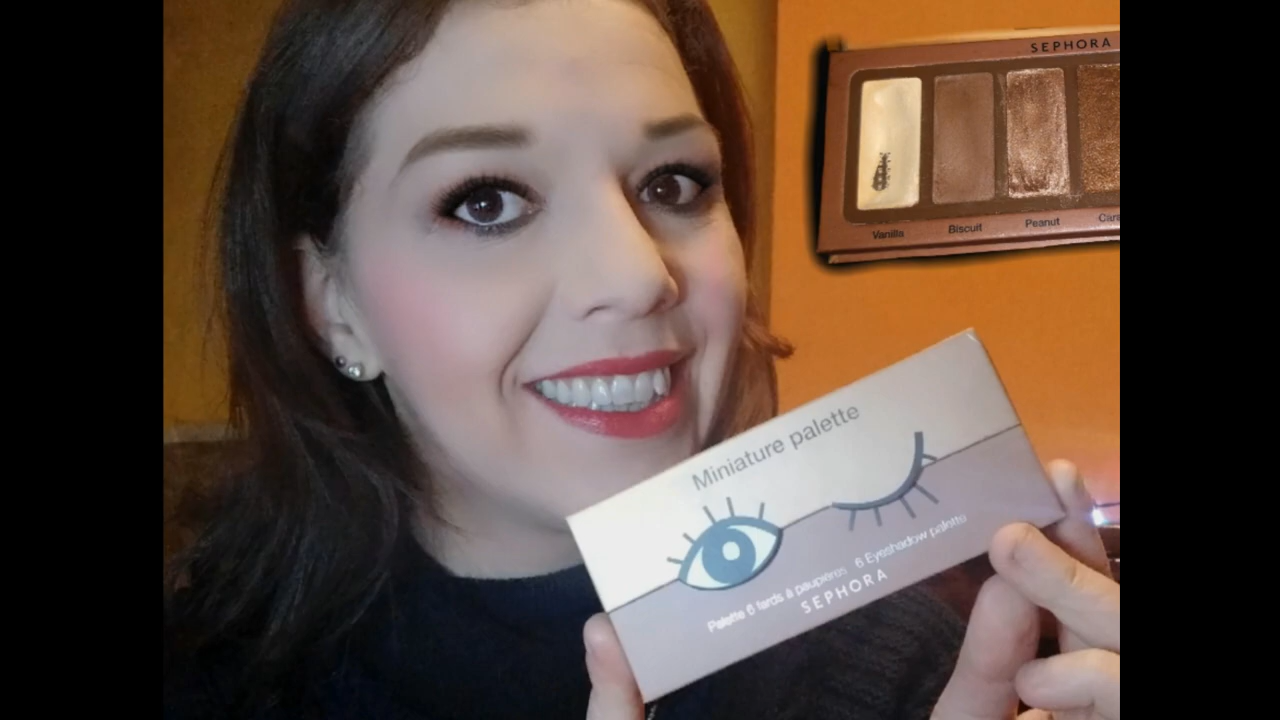 SEPHORA
Vanilla Biscuit Peanut
Miniature palette
Palette 6 fards à paupières 6 Eyeshadow palette
SEPHORA